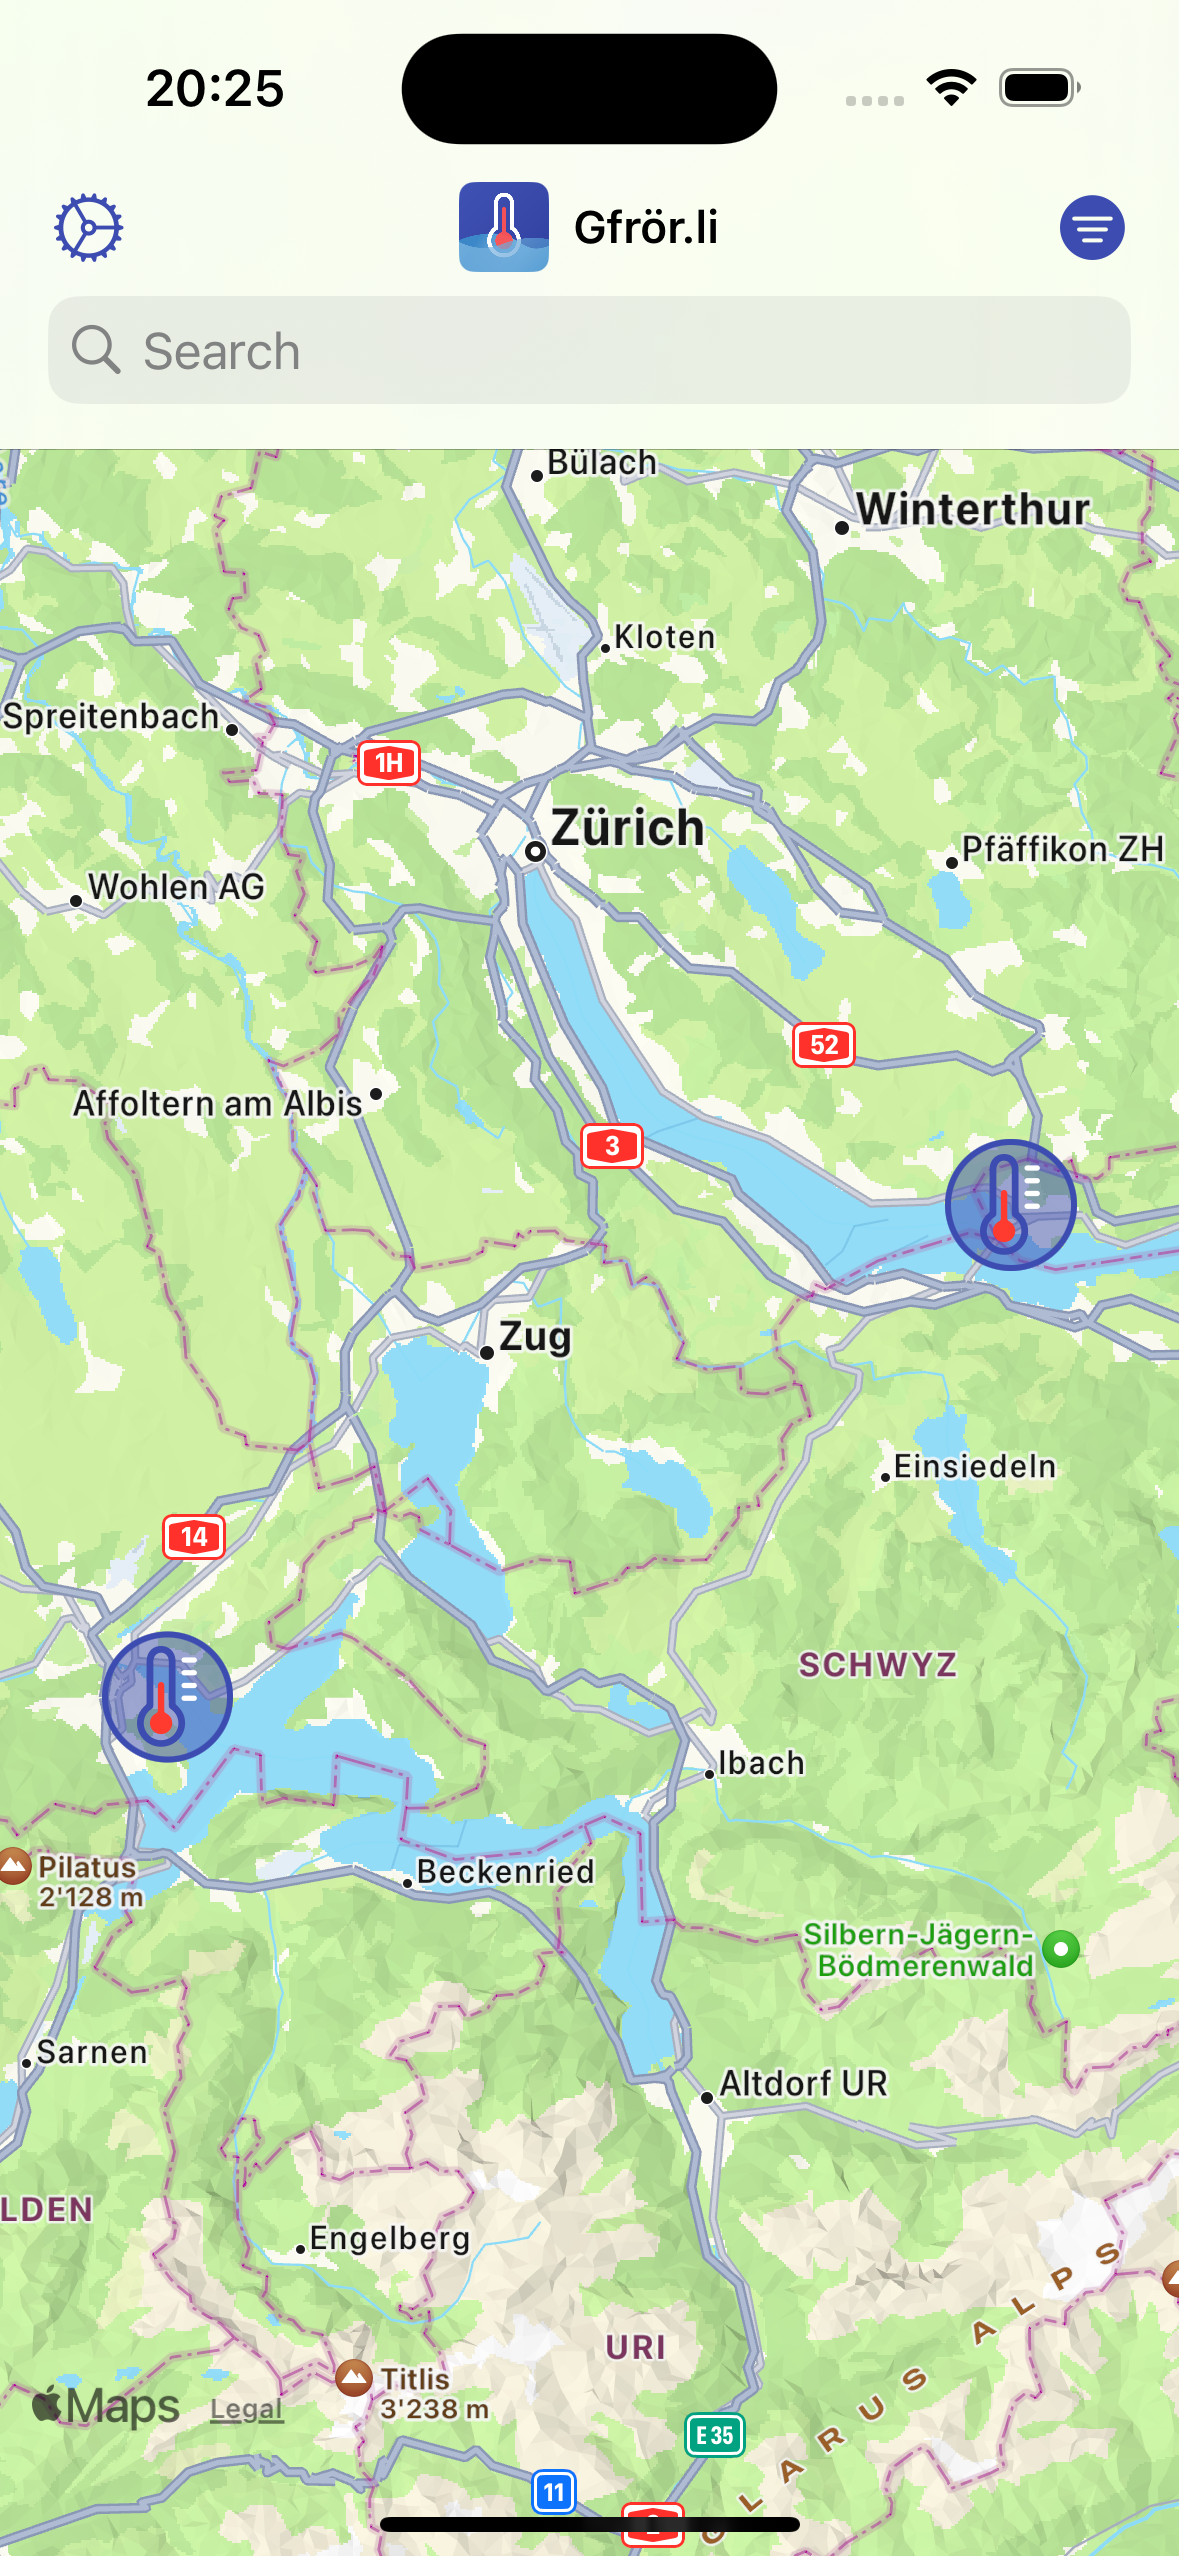 20:25
Gfrör.li
Search
Bülach
Winterthur
Kloten
Spreitenbach
1H
Zürich
Pfäffikon ZH
Wohlen AG
52
Affoltern am Albis
3
Zug
Einsiedeln
14
SCHWYZ
Ibach
Pilatus
2'128 m
Beckenried
Silbern-Jägern-
Bödmerenwald
Sarnen
Altdorf UR
LDEN
Engelberg
URI
Titlis
3'238 m
Maps
Legal
GLARUS ALPS
E 35
11